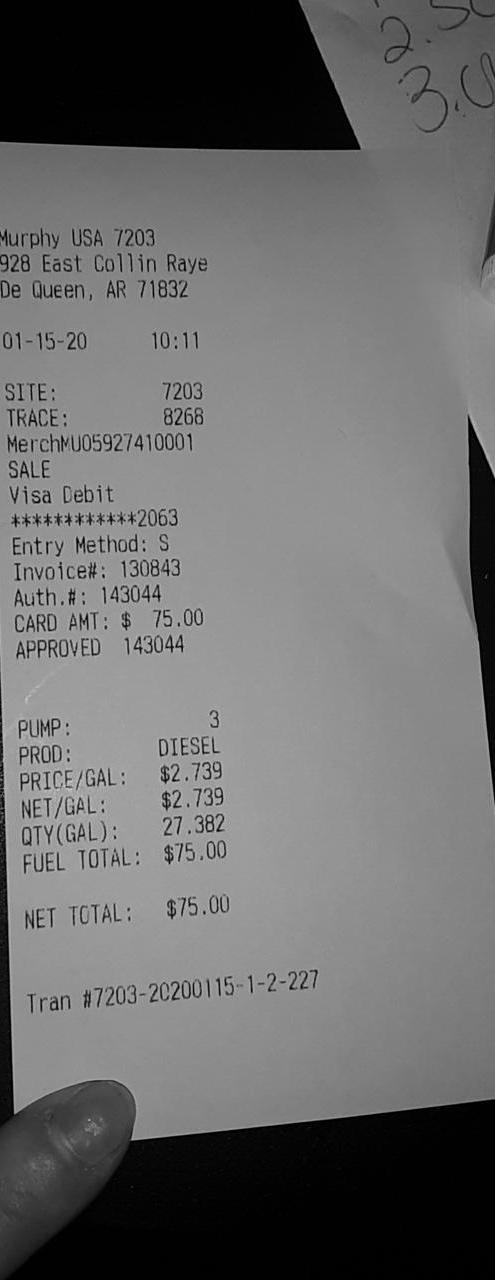 2.50
3.0
Murphy USA 7203
928 East Collin Raye
De Queen, AR 71832
01-15-20 10:11
SITE: 7203
TRACE: 8268
MerchMU05927410001
SALE
Visa Debit
************2063
Entry Method: S
Invoice#: 130843
Auth.#: 143044
CARD AMT: $ 75.00
APPROVED 143044
PUMP: 3
PROD: DIESEL
PRICE/GAL: $2.739
NET/GAL: $2.739
QTY(GAL): 27.382
FUEL TOTAL: $75.00
NET TOTAL: $75.00
Tran #7203-20200115-1-2-227